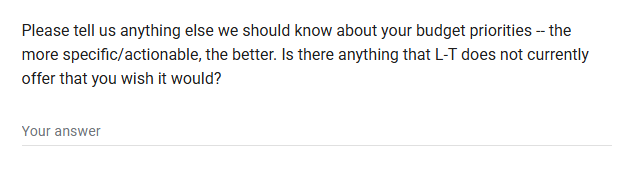 Please tell us anything else we should know about your budget priorities -- the
more specific/actionable, the better. Is there anything that L-T does not currently
offer that you wish it would?
Your answer